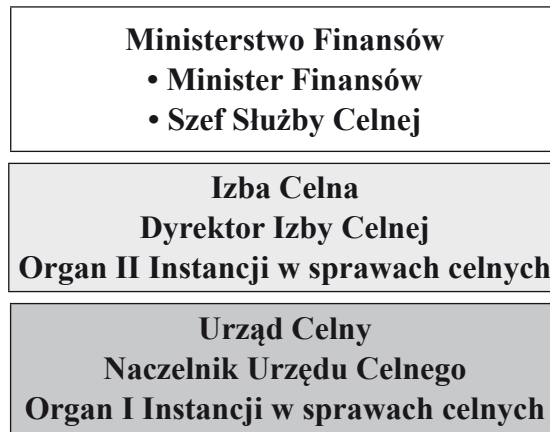 Ministerstwo Finansów
• Minister Finansów
• Szef Służby Celnej
Izba Celna
Dyrektor Izby Celnej
Organ II Instancji w sprawach celnych
Urząd Celny
Naczelnik Urzędu Celnego
Organ I Instancji w sprawach celnych